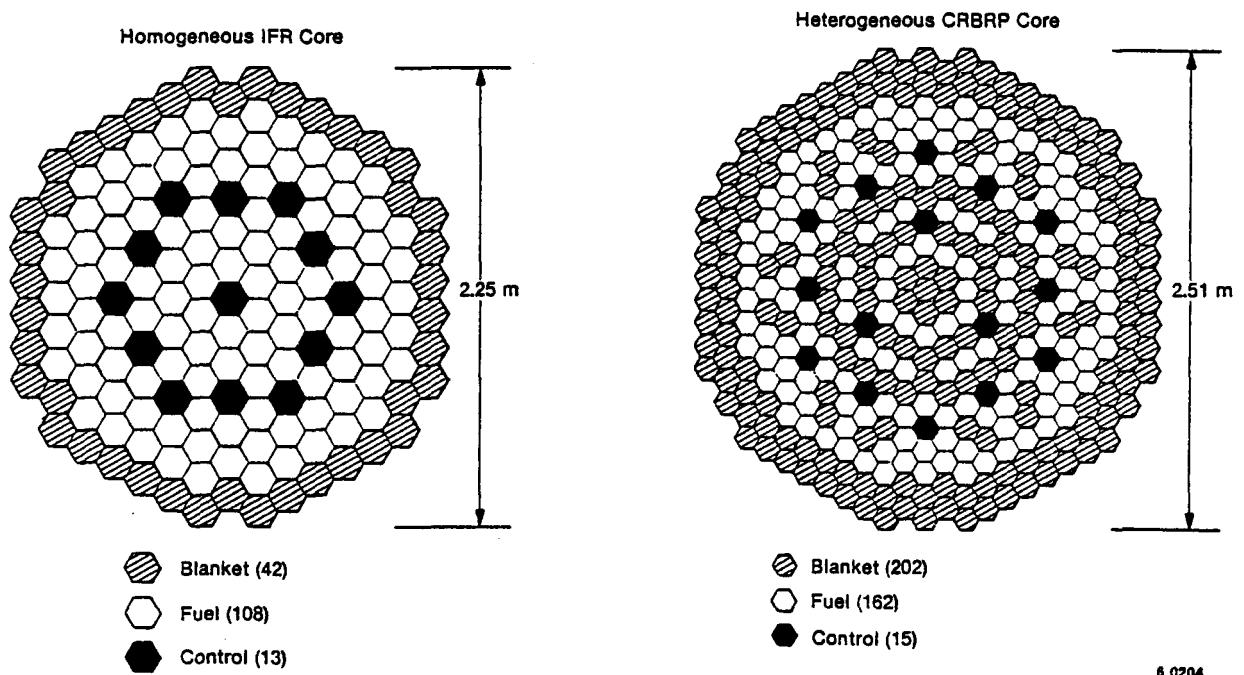 Homogeneous IFR Core
2.25 m
Blanket (42)
Fuel (108)
Control (13)
Heterogeneous CRBRP Core
2.51 m
Blanket (202)
Fuel (162)
Control (15)
6 0204